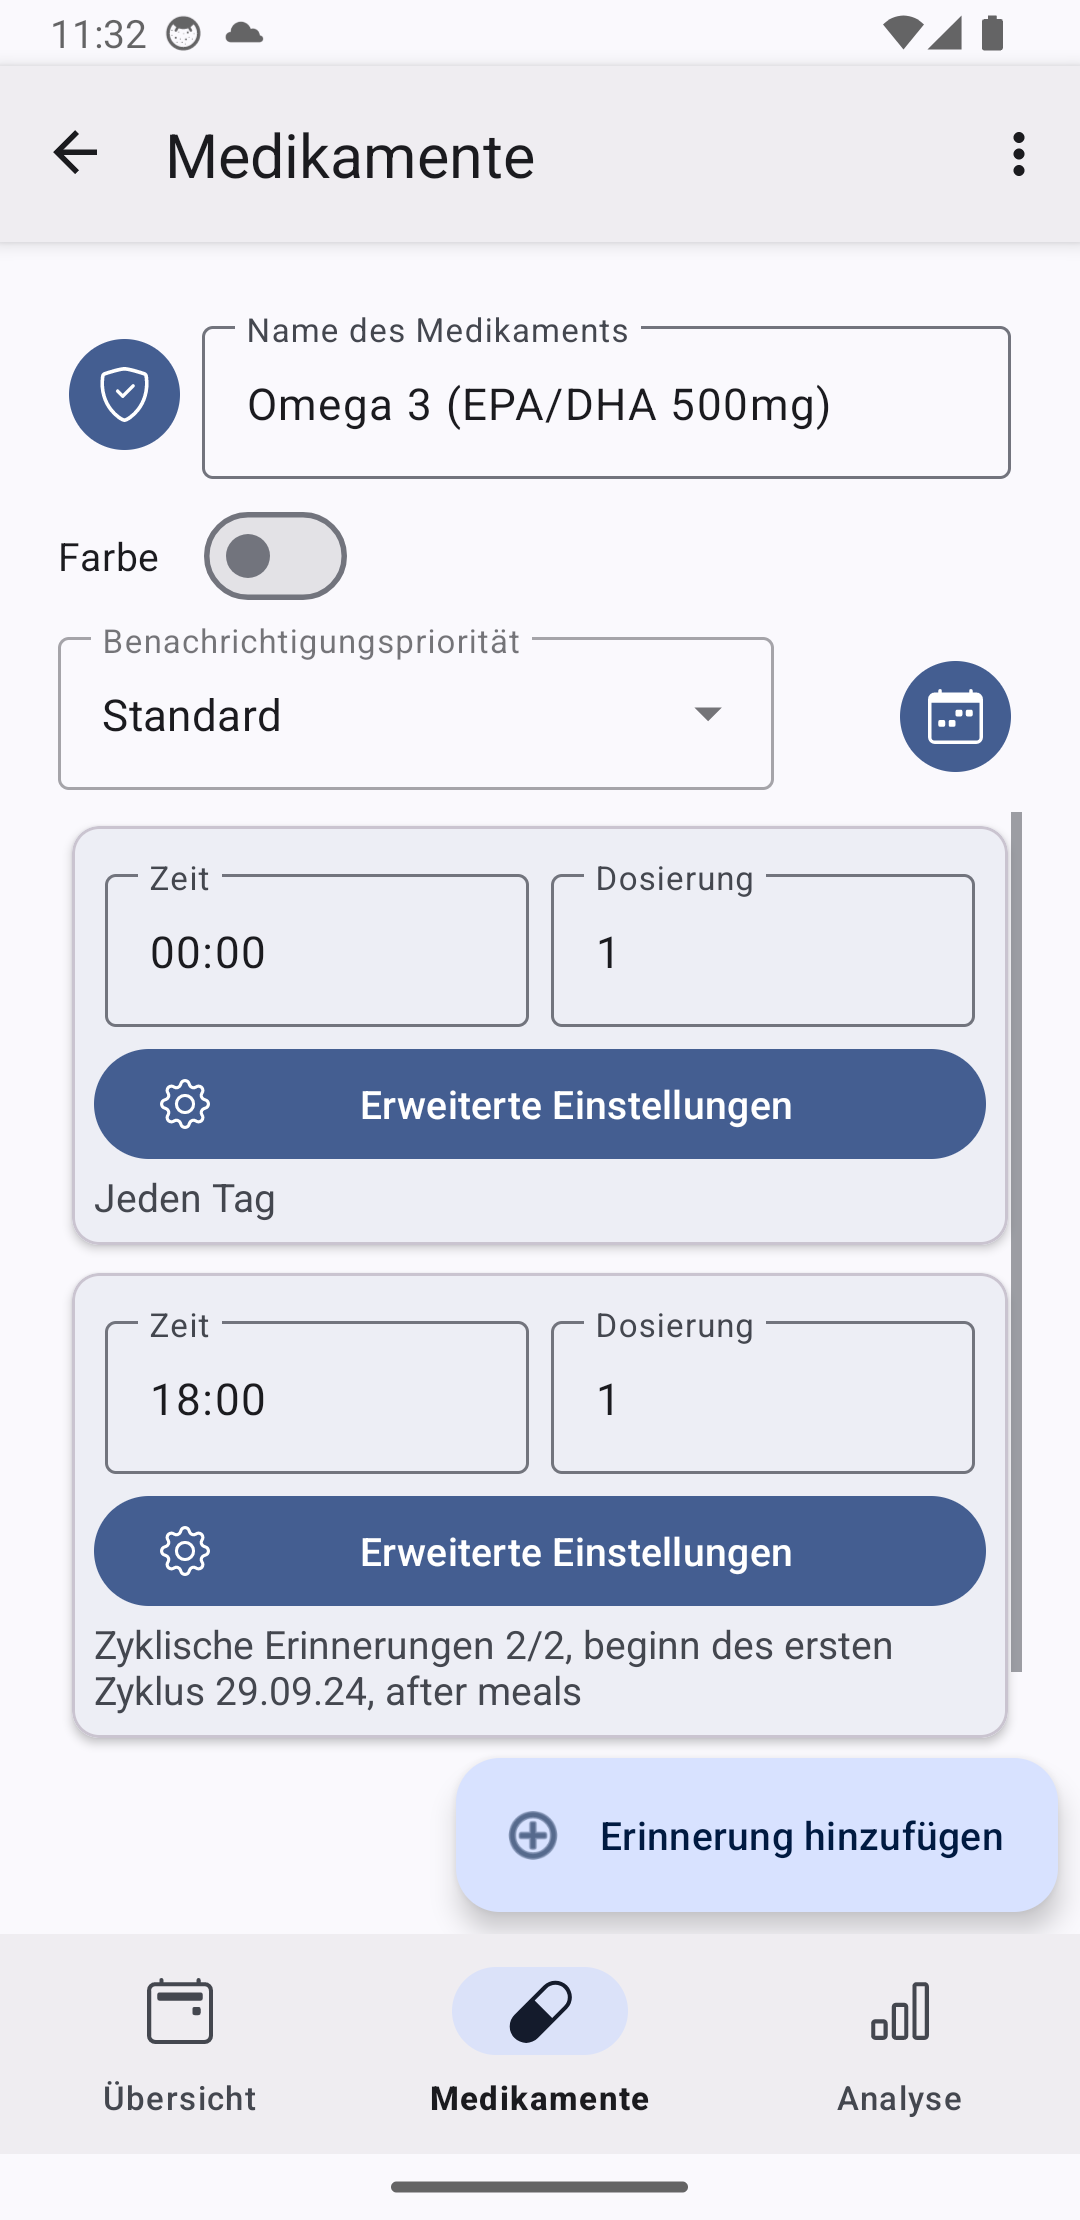 11:32
Medikamente
Name des Medikaments
Omega 3 (EPA/DHA 500mg)
Farbe
Benachrichtigungspriorität
Standard
Zeit
Dosierung
00:00
1
Erweiterte Einstellungen
Jeden Tag
Zeit
Dosierung
18:00
1
Erweiterte Einstellungen
Zyklische Erinnerungen 2/2, beginn des ersten
Zyklus 29.09.24, after meals
Erinnerung hinzufügen
Übersicht
Medikamente
Analyse